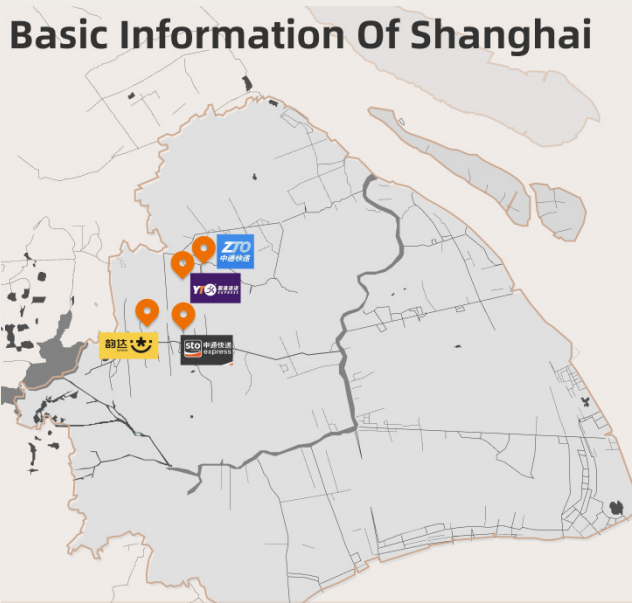 Basic Information Of Shanghai
ZTO
中通快递
YTO 圆通速递
EXPRESS
韵达
sto 申通快递
express